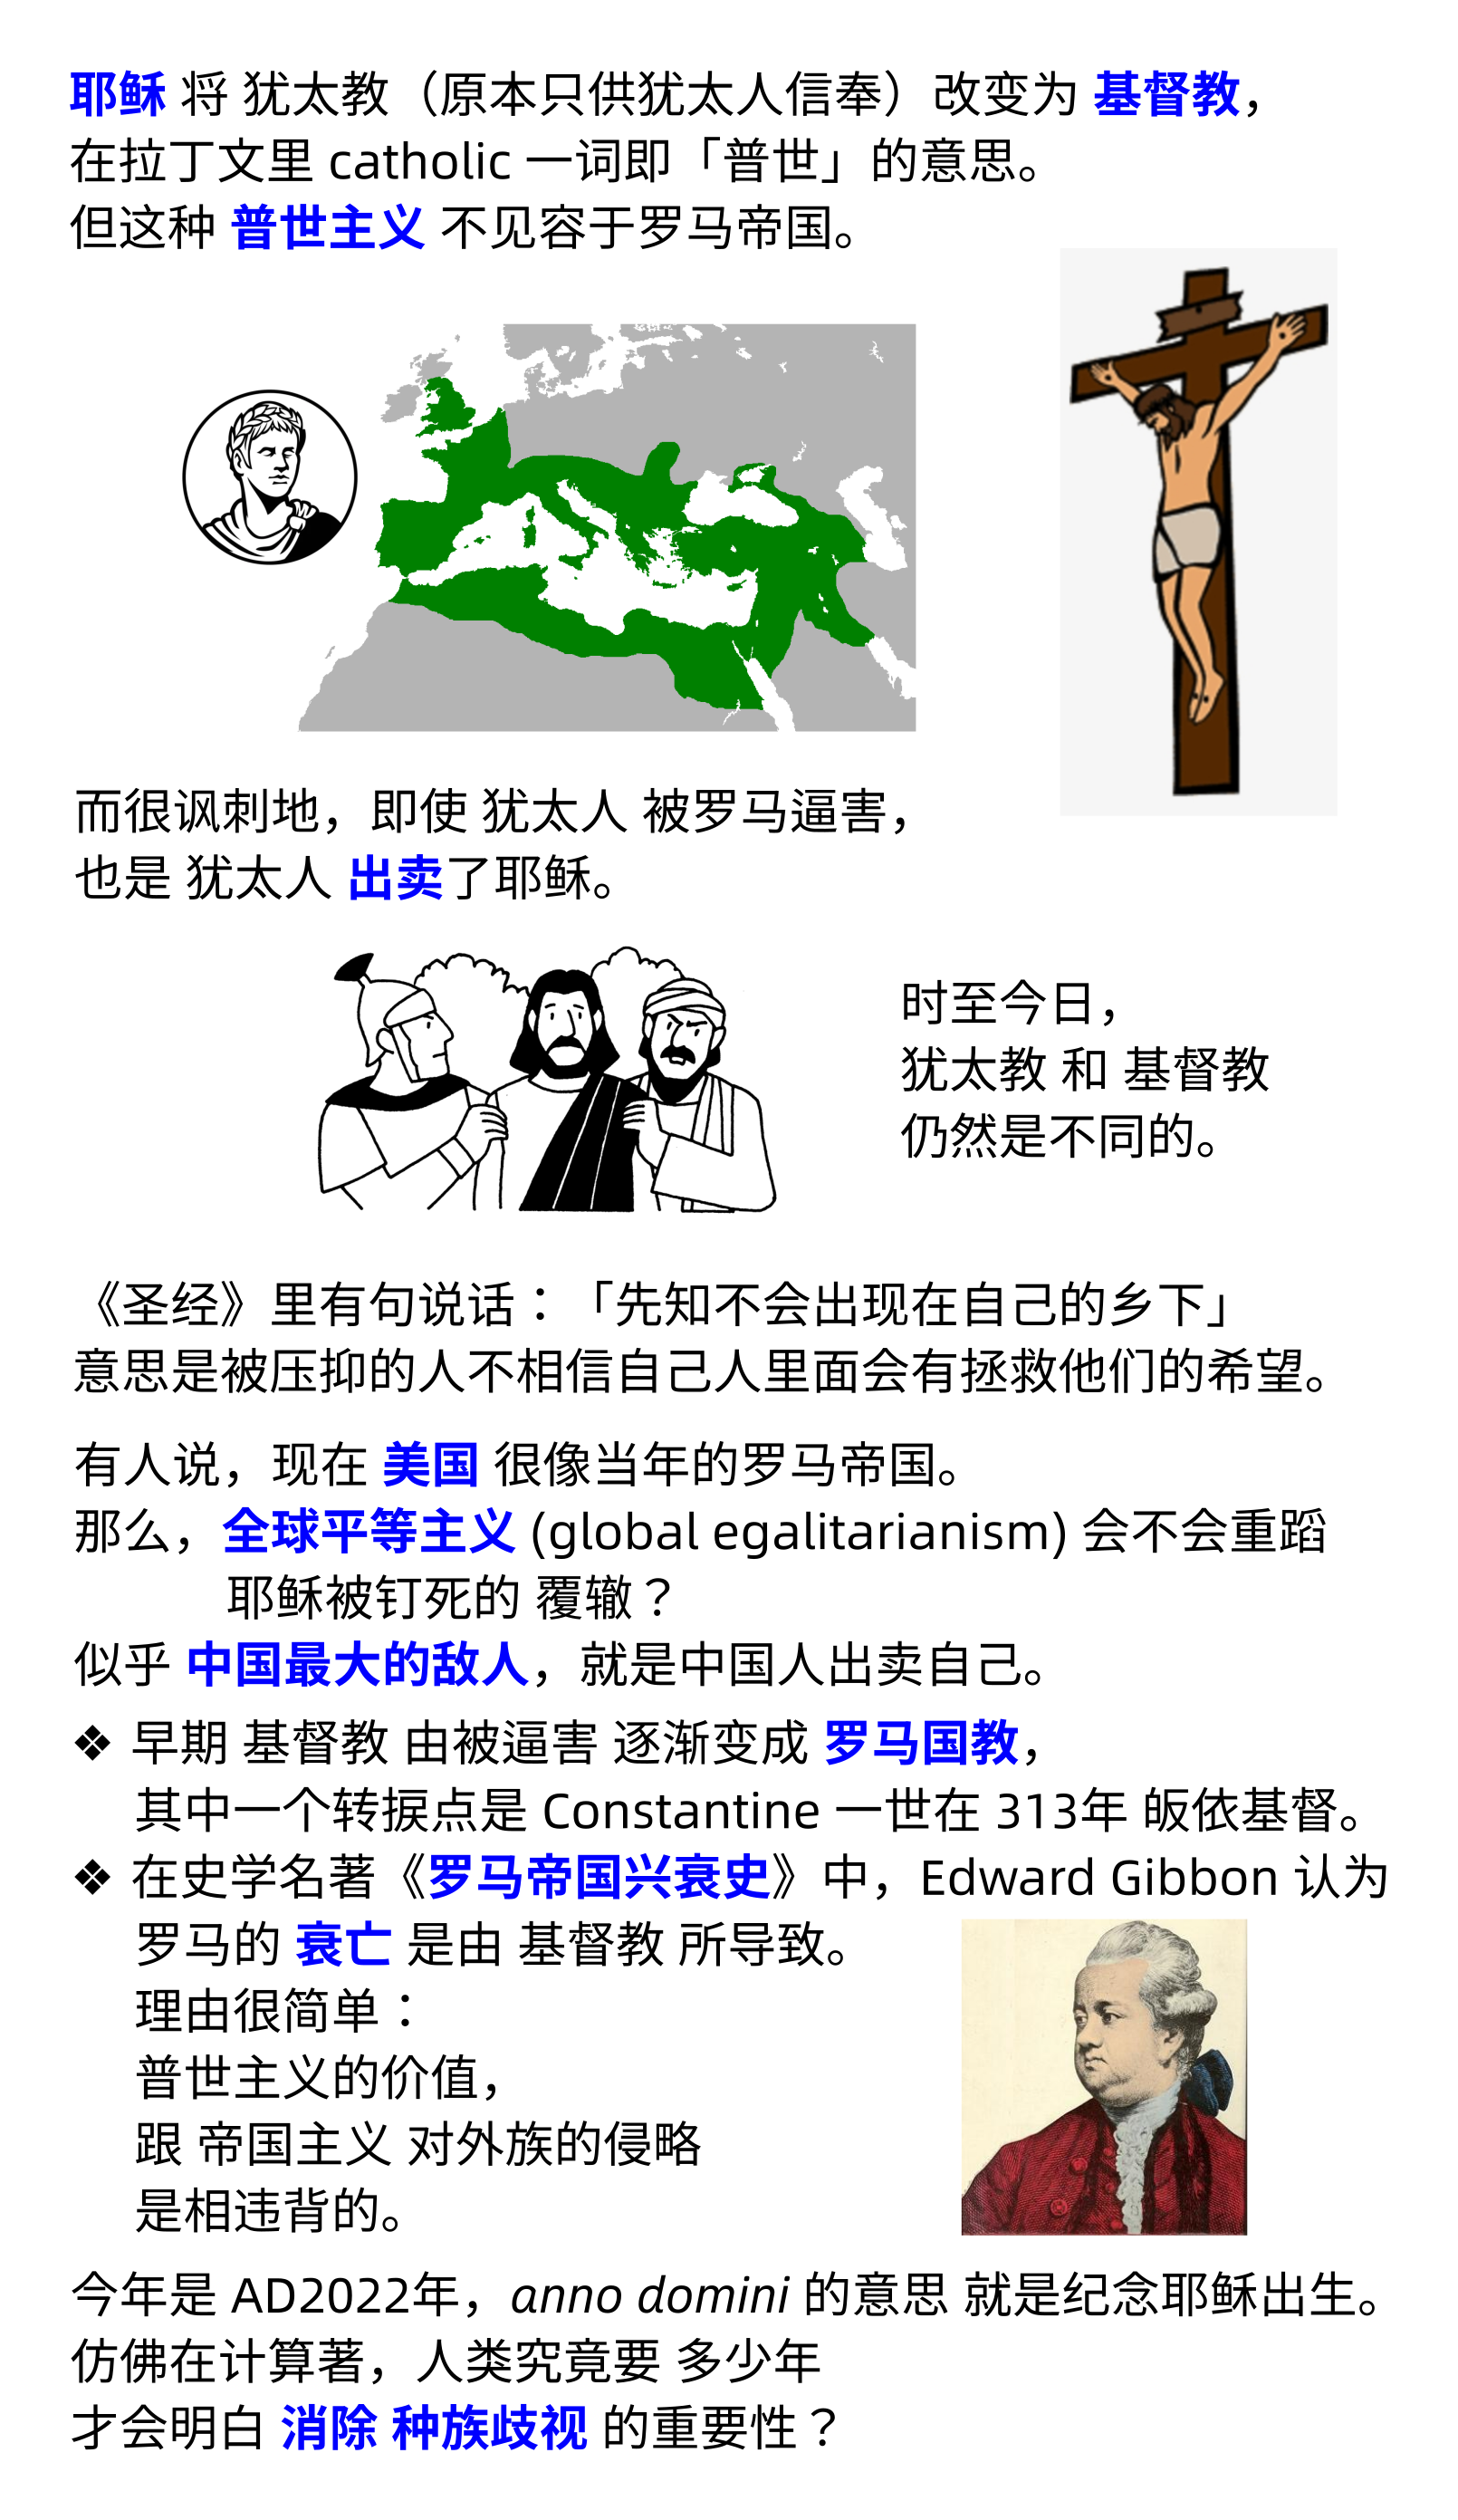 耶稣 将 犹太教（原本只供犹太人信奉）改变为 基督教，
在拉丁文里 catholic 一词即「普世」的意思。
但这种 普世主义 不见容于罗马帝国。
而很讽刺地，即使 犹太人 被罗马逼害，
也是 犹太人 出卖了耶稣。
时至今日，
犹太教 和 基督教
仍然是不同的。
《圣经》里有句说话：「先知不会出现在自己的乡下」
意思是被压抑的人不相信自己人里面会有拯救他们的希望。
有人说，现在 美国 很像当年的罗马帝国。
那么，全球平等主义 (global egalitarianism) 会不会重蹈
耶稣被钉死的 覆辙？
似乎 中国最大的敌人，就是中国人出卖自己。
❖ 早期 基督教 由被逼害 逐渐变成 罗马国教，
其中一个转捩点是 Constantine 一世在 313年 皈依基督。
❖ 在史学名著《罗马帝国兴衰史》中，Edward Gibbon 认为
罗马的 衰亡 是由 基督教 所导致。
理由很简单：
普世主义的价值，
跟 帝国主义 对外族的侵略
是相违背的。
今年是 AD2022年，anno domini 的意思 就是纪念耶稣出生。
仿佛在计算著，人类究竟要 多少年
才会明白 消除 种族歧视 的重要性？